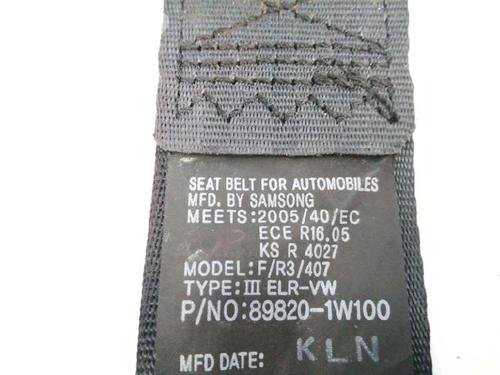 SEAT BELT FOR AUTOMOBILES
MFD. BY SAMSONG
MEETS:2005/40/EC
ECE R16.05
KS R 4027
MODEL:F/R3/407
TYPE:III ELR-VW
P/NO:89820-1W100
MFD DATE: KLN